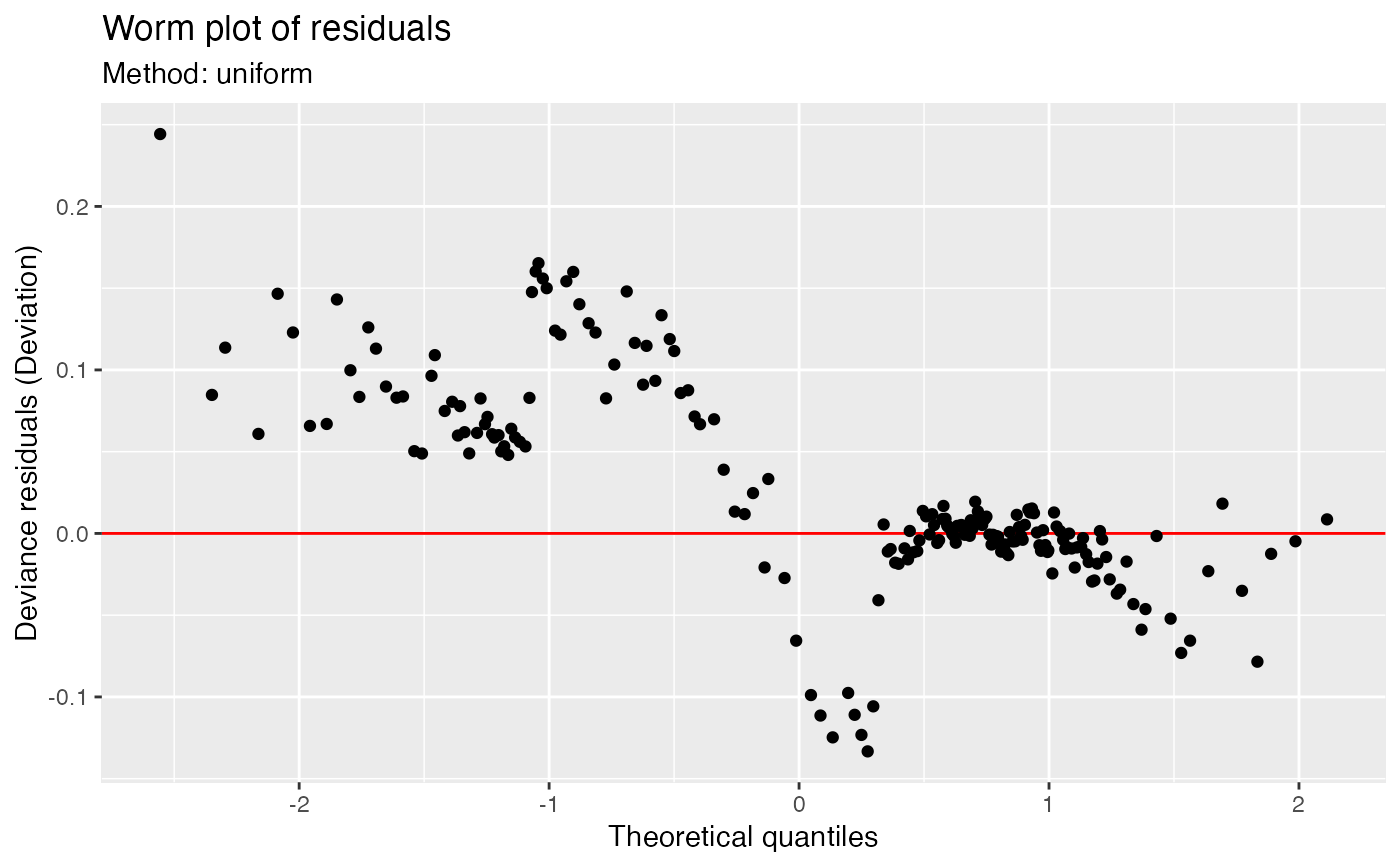 Worm plot of residuals
Method: uniform
Deviance residuals (Deviation)
0.2
0.1
0.0
-0.1
-2
-1
0
1
2
Theoretical quantiles